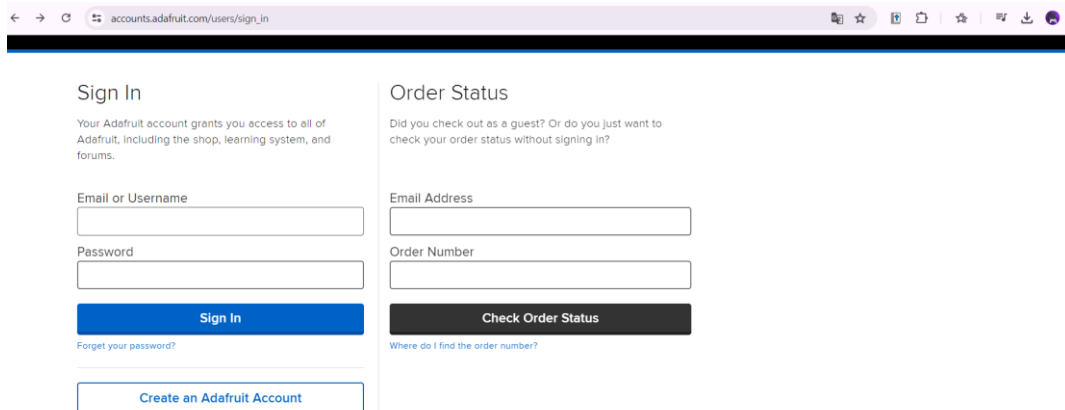 accounts.adafruit.com/users/sign_in
Sign In
Your Adafruit account grants you access to all of
Adafruit, including the shop, learning system, and
forums.
Email or Username
Password
Sign In
Forget your password?
Create an Adafruit Account
Order Status
Did you check out as a guest? Or do you just want to
check your order status without signing in?
Email Address
Order Number
Check Order Status
Where do I find the order number?